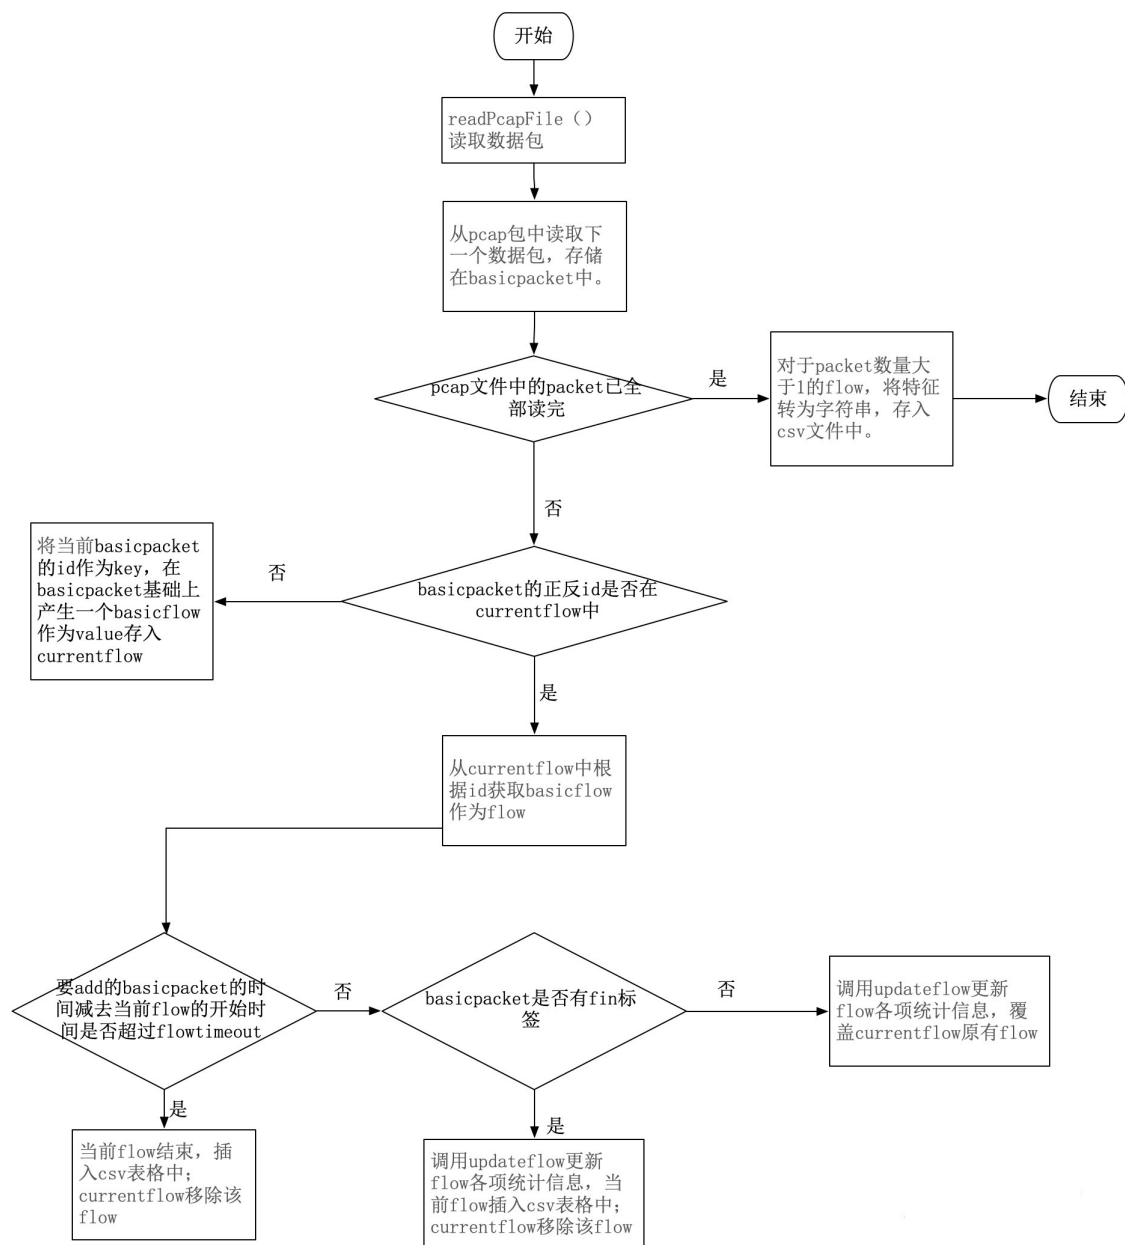 开始
readPcapFile（）
读取数据包
从pcap包中读取下
一个数据包，存储
在basicpacket中。
pcap文件中的packet已全
部读完
是
对于packet数量大
于1的flow，将特征
转为字符串，存入
csv文件中。
结束
否
basicpacket的正反id是否在
currentflow中
否
将当前basicpacket
的id作为key，在
basicpacket基础上
产生一个basicflow
作为value存入
currentflow
是
从currentflow中根
据id获取basicflow
作为flow
要add的basicpacket的时
间减去当前flow的开始时
间是否超过flowtimeout
否
basicpacket是否有fin标
签
否
调用updateflow更新
flow各项统计信息，覆
盖currentflow原有flow
是
当前flow结束，插
入csv表格中；
currentflow移除该
flow
是
调用updateflow更新
flow各项统计信息，当
前flow插入csv表格中；
currentflow移除该flow